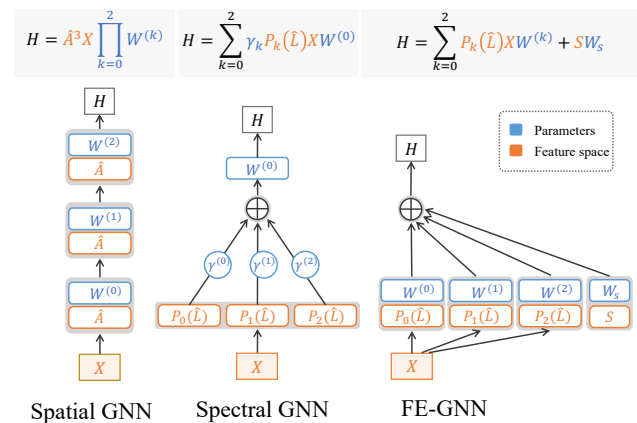 H = Â³X ∏_{k=0}^{2} W^{(k)}
H = ∑_{k=0}^{2} γ_k P_k(L̂)XW^{(0)}
H = ∑_{k=0}^{2} P_k(L̂)XW^{(k)} + SW_s
H
W^{(2)}
Â
W^{(1)}
Â
W^{(0)}
Â
X
Spatial GNN
H
W^{(0)}
γ^{(0)} γ^{(1)} γ^{(2)}
P_0(L̂) P_1(L̂) P_2(L̂)
X
Spectral GNN
Parameters
Feature space
H
W^{(0)} W^{(1)} W^{(2)} W_s
P_0(L̂) P_1(L̂) P_2(L̂) S
X
FE-GNN